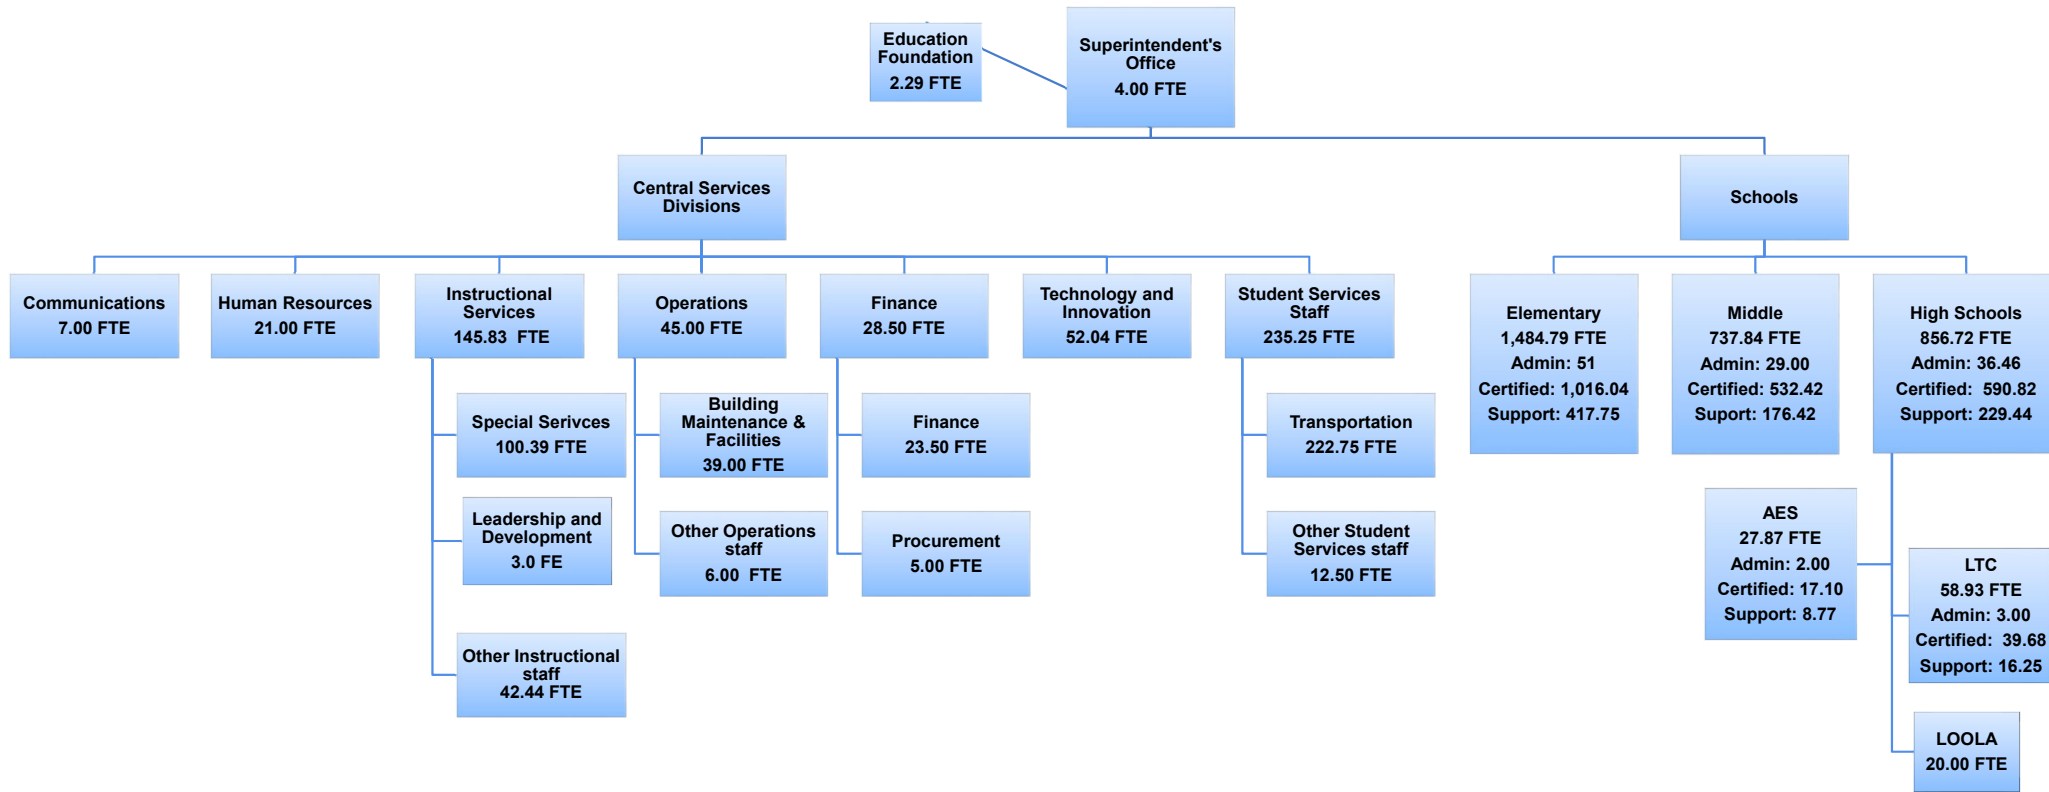 Education
Foundation
2.29 FTE
Superintendent's
Office
4.00 FTE
Central Services
Divisions
Schools
Communications
7.00 FTE
Human Resources
21.00 FTE
Instructional
Services
145.83  FTE
Operations
45.00 FTE
Finance
28.50 FTE
Technology and
Innovation
52.04 FTE
Student Services
Staff
235.25 FTE
Elementary
1,484.79 FTE
Admin: 51
Certified: 1,016.04
Support: 417.75
Middle
737.84 FTE
Admin: 29.00
Certified: 532.42
Suport: 176.42
High Schools
856.72 FTE
Admin: 36.46
Certified:  590.82
Support: 229.44
Special Serivces
100.39 FTE
Building
Maintenance &
Facilities
39.00 FTE
Finance
23.50 FTE
Transportation
222.75 FTE
Leadership and
Development
3.0 FE
Other Operations
staff
6.00  FTE
Procurement
5.00 FTE
Other Student
Services staff
12.50 FTE
AES
27.87 FTE
Admin: 2.00
Certified: 17.10
Support: 8.77
LTC
58.93 FTE
Admin: 3.00
Certified:  39.68
Support: 16.25
Other Instructional
staff
42.44 FTE
LOOLA
20.00 FTE